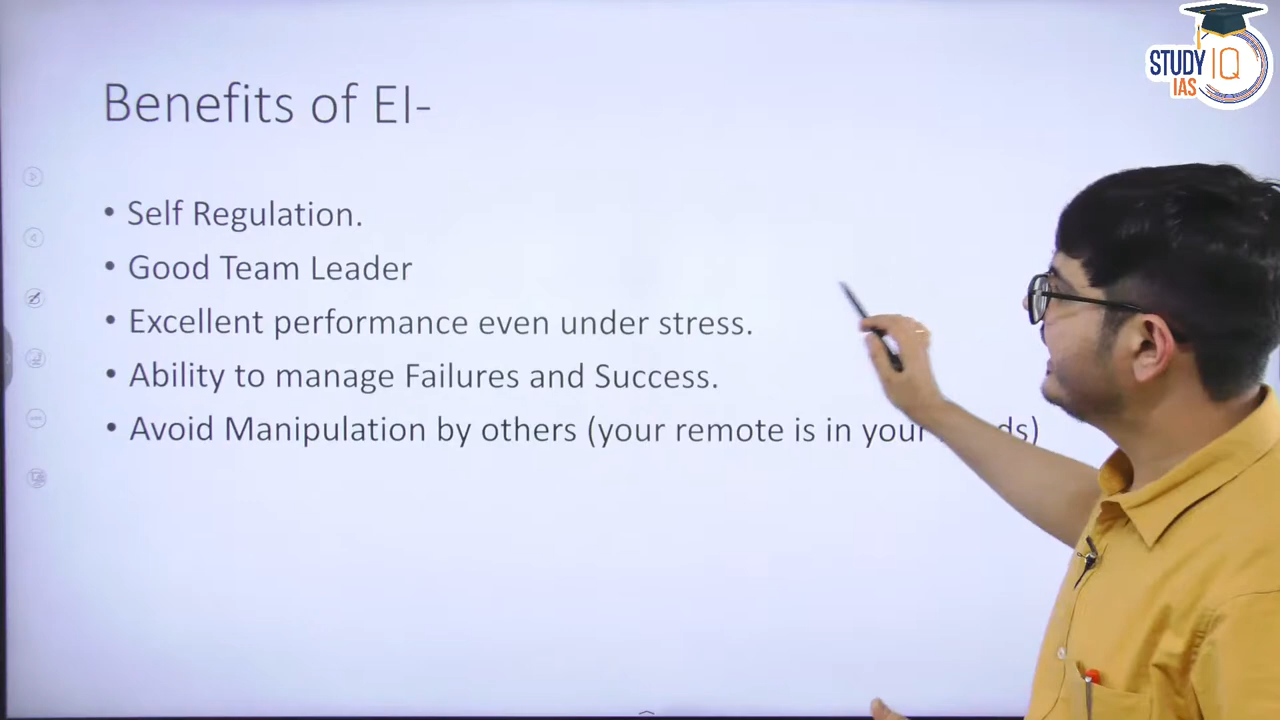 Benefits of EI-
• Self Regulation.
• Good Team Leader
• Excellent performance even under stress.
• Ability to manage Failures and Success.
• Avoid Manipulation by others (your remote is in your ds)
STUDY IQ
IAS